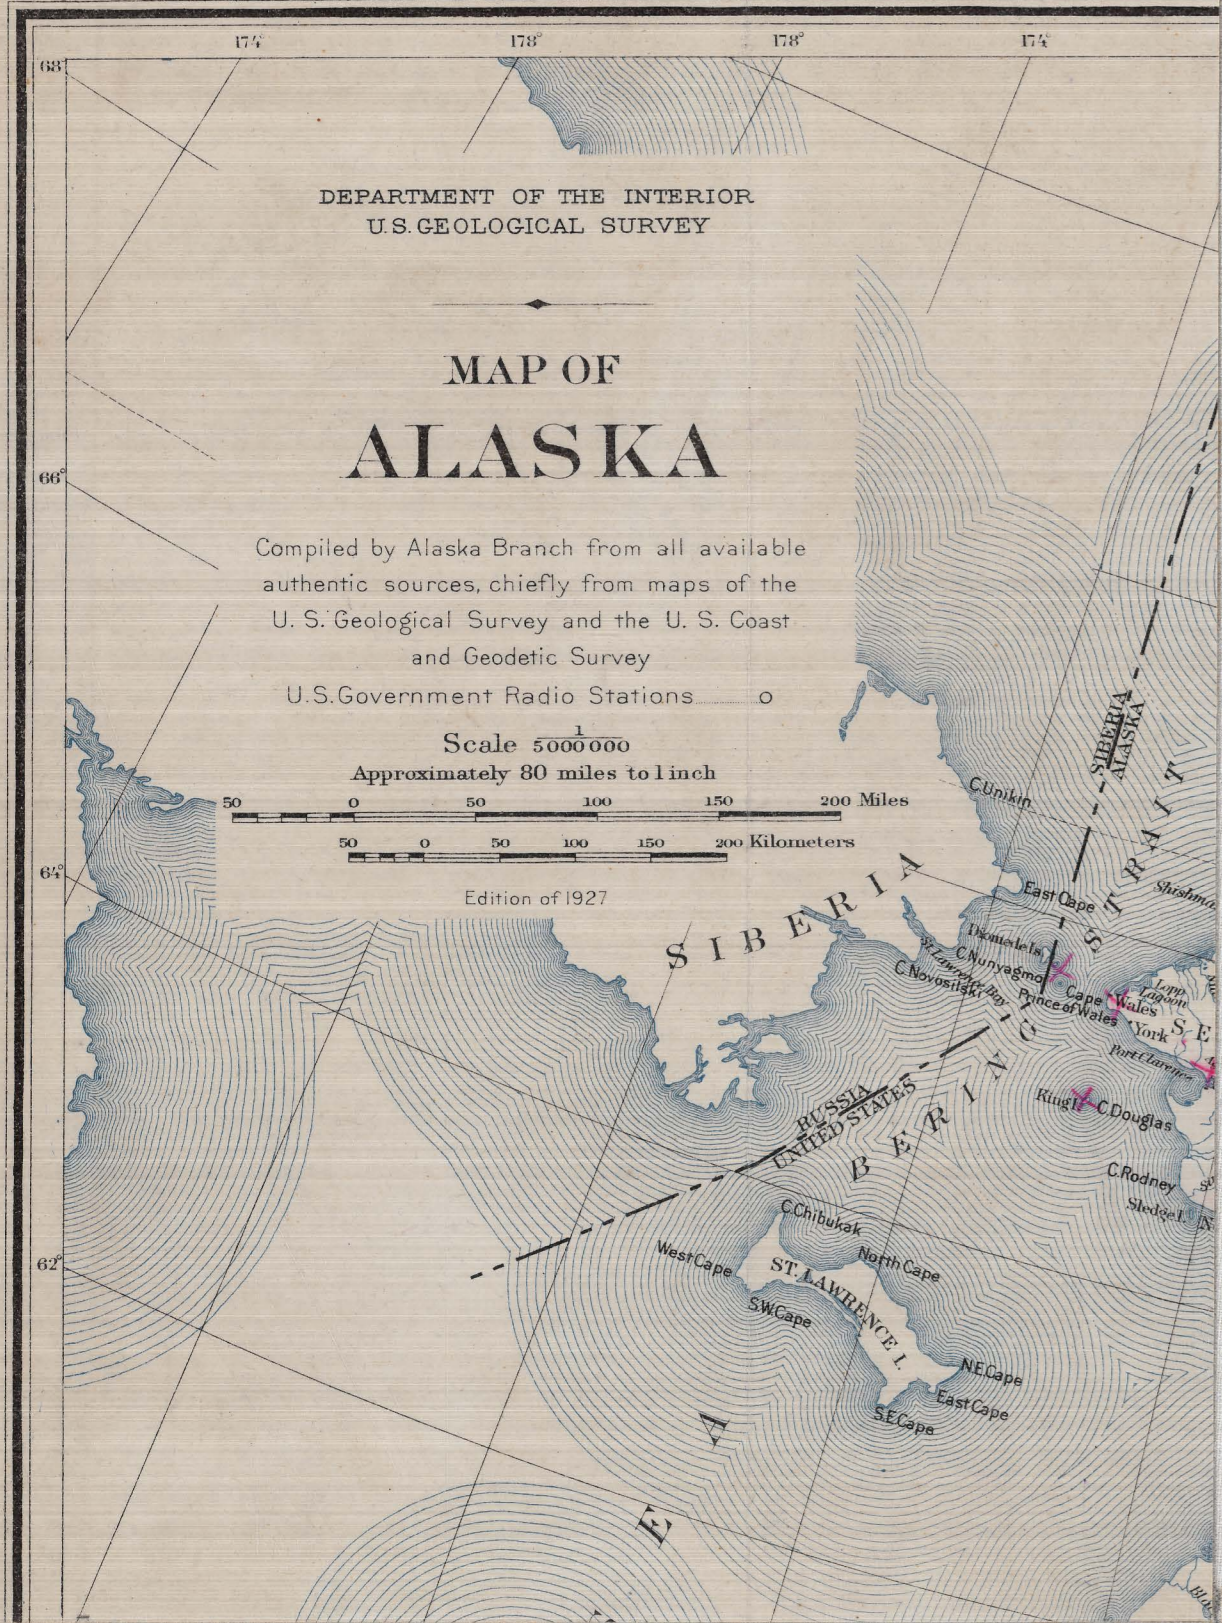 174°
178°
178°
174°
68°
DEPARTMENT OF THE INTERIOR
U.S. GEOLOGICAL SURVEY
MAP OF
ALASKA
66°
Compiled by Alaska Branch from all available
authentic sources, chiefly from maps of the
U. S. Geological Survey and the U. S. Coast
and Geodetic Survey
U.S. Government Radio Stations........o
Scale 1/5000000
Approximately 80 miles to 1 inch
50 0 50 100 150 200 Miles
50 0 50 100 150 200 Kilometers
Edition of 1927
SIBERIA
ALASKA
C. Unikin
64°
SIBERIA
East Cape
Shishma
STRAIT
Diomede Is.
C. Nunyagmo
St. Lawrence Bay
C. Novosilski
Cape
Prince of Wales
Wales
Lopp
Lagoon
York
SE
Port Clarence
King I.
C. Douglas
RUSSIA
UNITED STATES
BERING
C. Rodney
Sledge I.
N
C. Chibukak
West Cape
North Cape
62°
ST. LAWRENCE I.
S.W. Cape
N.E. Cape
East Cape
S.E. Cape
A
E